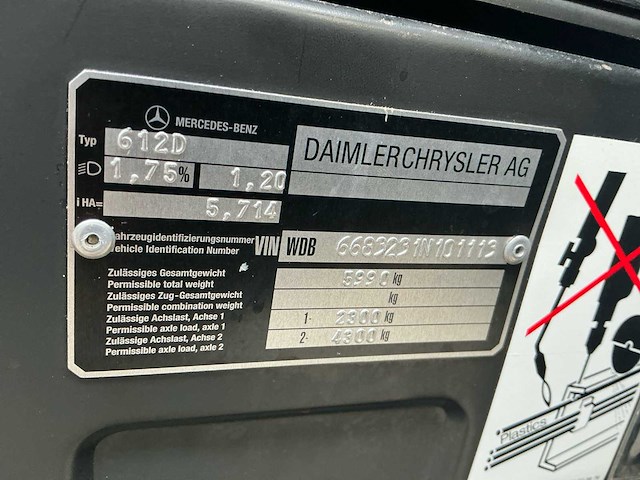 MERCEDES-BENZ
Typ 612D
DAIMLERCHRYSLER AG
1,75% 1,20
i HA= 5,714
Fahrzeugidentifizierungsnummer
Vehicle Identification Number
VIN WDB 6683231N101113
Zulässiges Gesamtgewicht
Permissible total weight
5990 kg
Zulässiges Zug-Gesamtgewicht
Permissible combination weight
kg
Zulässige Achslast, Achse 1
Permissible axle load, axle 1
1- 2300 kg
Zulässige Achslast, Achse 2
Permissible axle load, axle 2
2- 4300 kg
Plastics